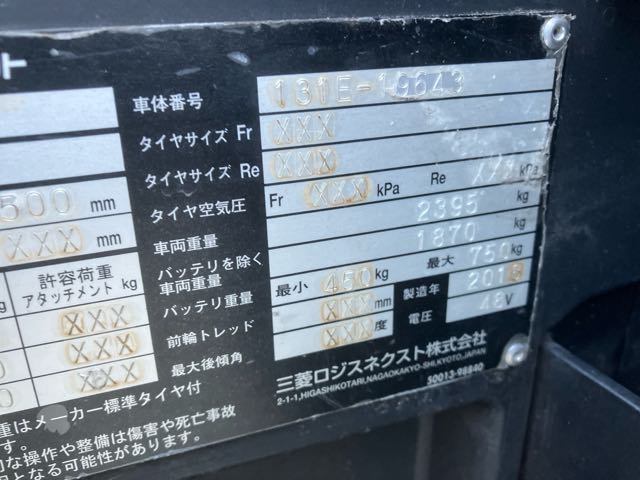 ト
車体番号 131E-19643
タイヤサイズ Fr XXX
タイヤサイズ Re XXX
500 mm タイヤ空気圧 Fr XXX kPa Re XXX kPa
XXX mm 車両重量 2395 kg
バッテリを除く車両重量 1870 kg
許容荷重 アタッチメント kg
バッテリ重量 最小 450 kg 最大 750 kg
XXX 前輪トレッド XXX mm 製造年
XXX 最大後傾角 XXX 度 電圧 48 V
XXX
重はメーカー標準タイヤ付
す。
三菱ロジスネクスト株式会社
2-1-1, HIGASHIKOTARI, NAGAOKAKYO-SHI, KYOTO, JAPAN
50013-98840
な操作や整備は傷害や死亡事故
となる可能性があります。